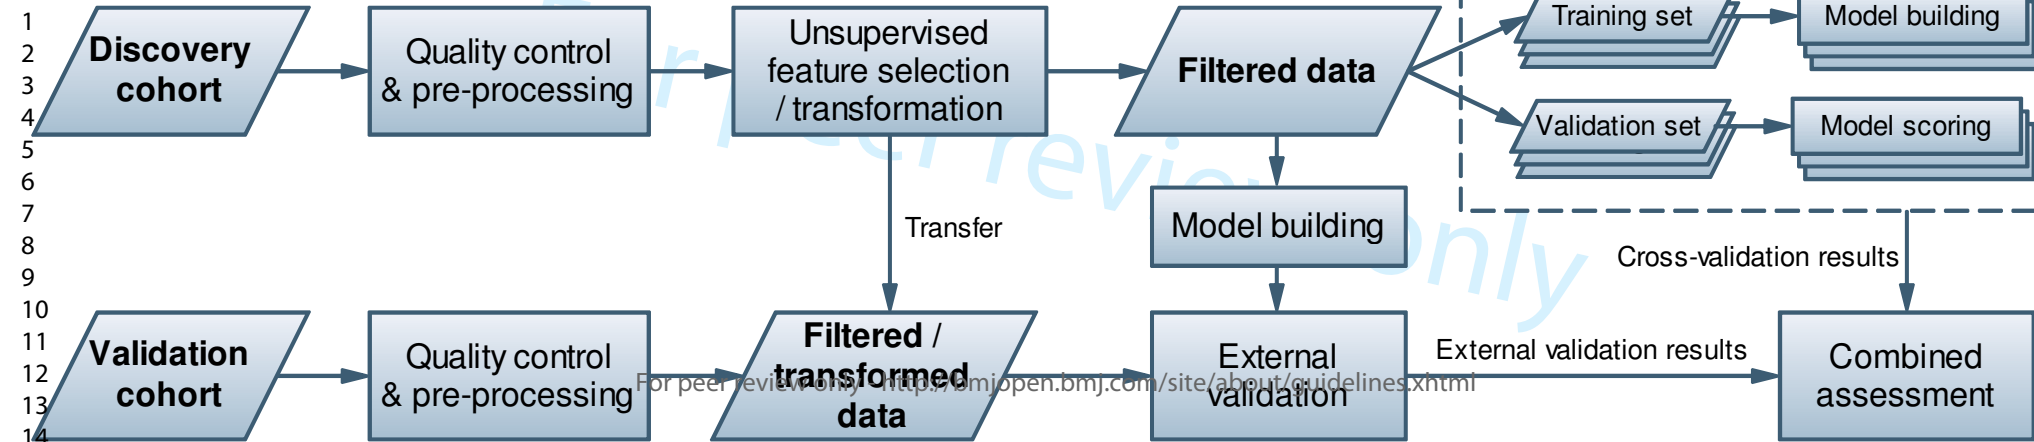 1
2
3
4
5
6
7
8
9
10
11
12
13
14
Discovery
cohort
Quality control
& pre-processing
Unsupervised
feature selection
/ transformation
Filtered data
Training set
Model building
Validation set
Model scoring
Transfer
Model building
Cross-validation results
Validation
cohort
Quality control
& pre-processing
Filtered /
transformed
data
External
validation
External validation results
Combined
assessment
For peer review only - http://bmjopen.bmj.com/site/about/guidelines.xhtml
r peer review only